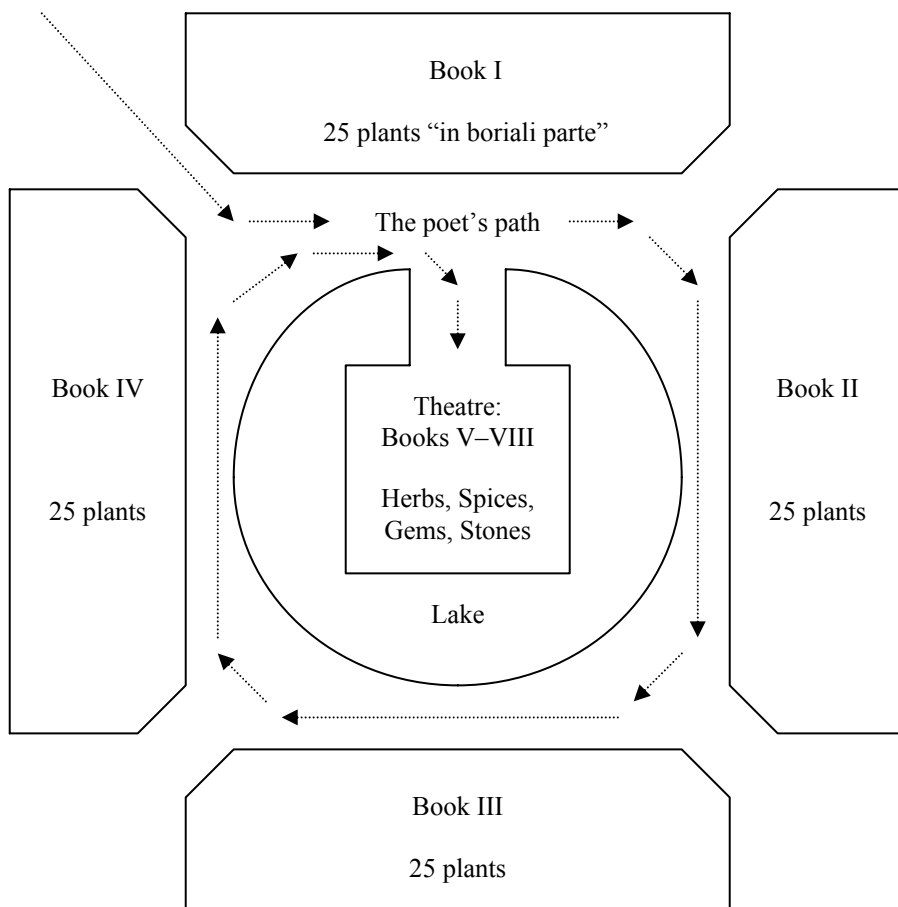 Book I
25 plants “in boriali parte”
The poet’s path
Book IV
25 plants
Theatre:
Books V–VIII
Herbs, Spices,
Gems, Stones
Lake
Book II
25 plants
Book III
25 plants